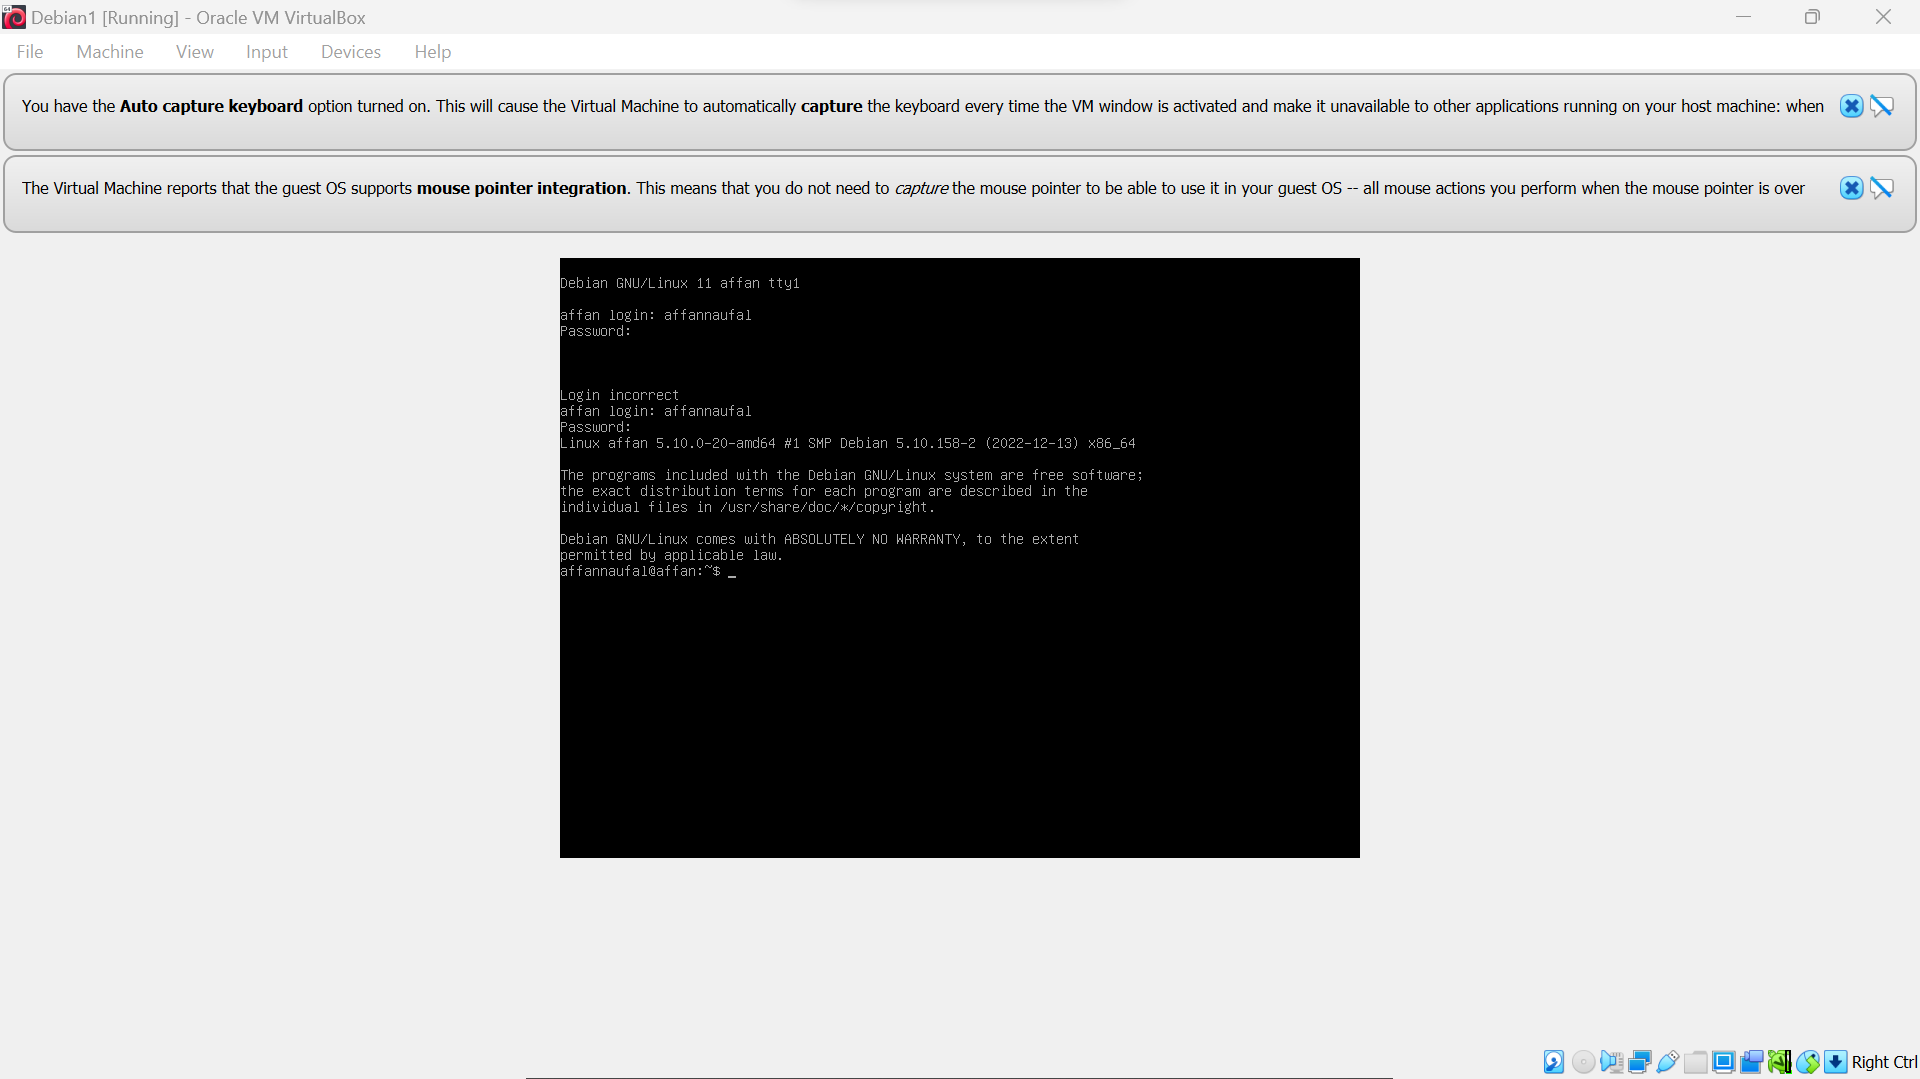 Debian1 [Running] - Oracle VM VirtualBox
File Machine View Input Devices Help
You have the Auto capture keyboard option turned on. This will cause the Virtual Machine to automatically capture the keyboard every time the VM window is activated and make it unavailable to other applications running on your host machine: when
The Virtual Machine reports that the guest OS supports mouse pointer integration. This means that you do not need to capture the mouse pointer to be able to use it in your guest OS -- all mouse actions you perform when the mouse pointer is over
Debian GNU/Linux 11 affan tty1
affan login: affannaufal
Password:
Login incorrect
affan login: affannaufal
Password:
Linux affan 5.10.0-20-amd64 #1 SMP Debian 5.10.158-2 (2022-12-13) x86_64
The programs included with the Debian GNU/Linux system are free software;
the exact distribution terms for each program are described in the
individual files in /usr/share/doc/*/copyright.
Debian GNU/Linux comes with ABSOLUTELY NO WARRANTY, to the extent
permitted by applicable law.
affannaufal@affan:~$ _
Right Ctrl